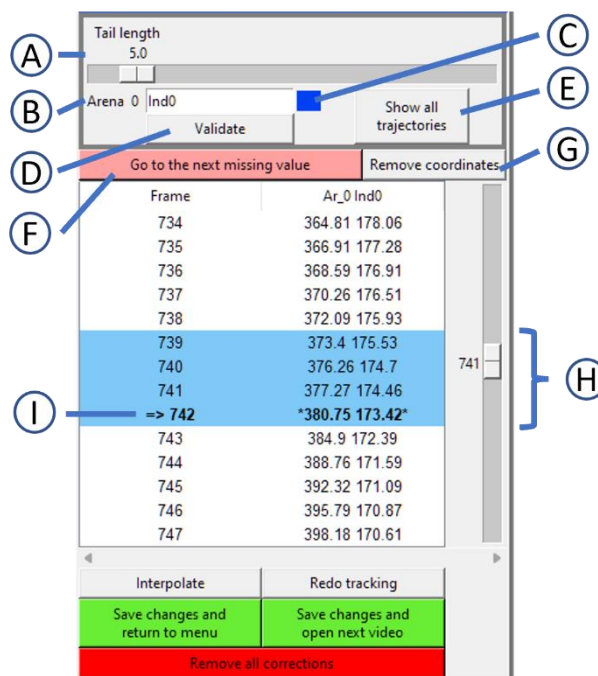 Tail length
5.0
A
C
B
Arena 0 Ind0
E
Show all
trajectories
D
Validate
F
Go to the next missing value
Remove coordinates
G
Frame Ar_0 Ind0
734 364.81 178.06
735 366.91 177.28
736 368.59 176.91
737 370.26 176.51
738 372.09 175.93
739 373.4 175.53
740 376.26 174.7
741
H
741 377.27 174.46
I
=> 742 *380.75 173.42*
743 384.9 172.39
744 388.76 171.59
745 392.32 171.09
746 395.79 170.87
747 398.18 170.61
Interpolate
Redo tracking
Save changes and
return to menu
Save changes and
open next video
Remove all corrections